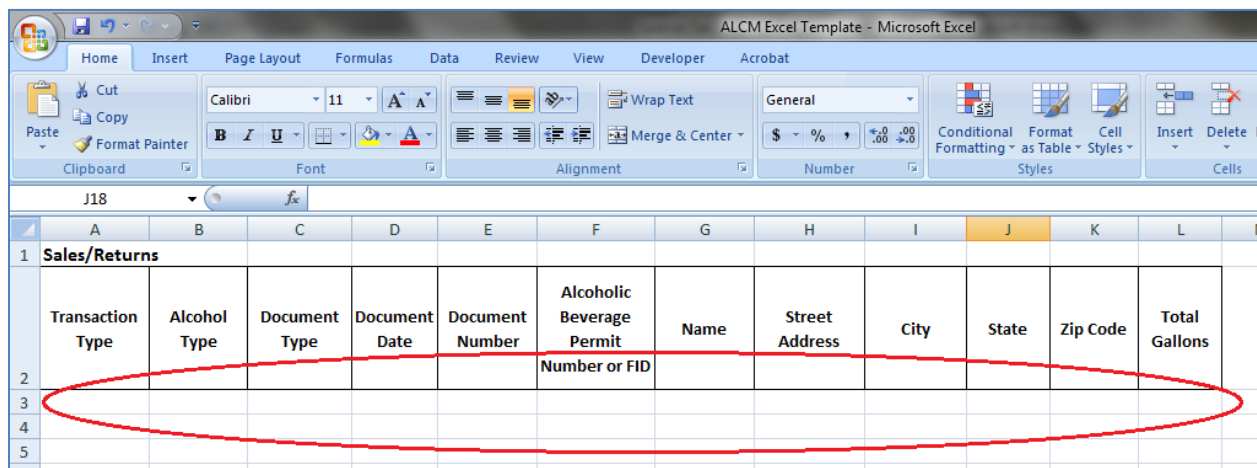 ALCM Excel Template - Microsoft Excel
Home Insert Page Layout Formulas Data Review View Developer Acrobat
Paste
Cut
Copy
Format Painter
Clipboard
Calibri 11 A A
B I U A
Font
Wrap Text
Merge & Center
Alignment
General
$ % , .0 .00 .00 .0
Number
Conditional Formatting
Format as Table
Cell Styles
Styles
Insert Delete
Cells
J18 fx
A B C D E F G H I J K L
1 Sales/Returns
2
Transaction Type
Alcohol Type
Document Type
Document Date
Document Number
Alcoholic Beverage Permit Number or FID
Name
Street Address
City
State
Zip Code
Total Gallons
3
4
5